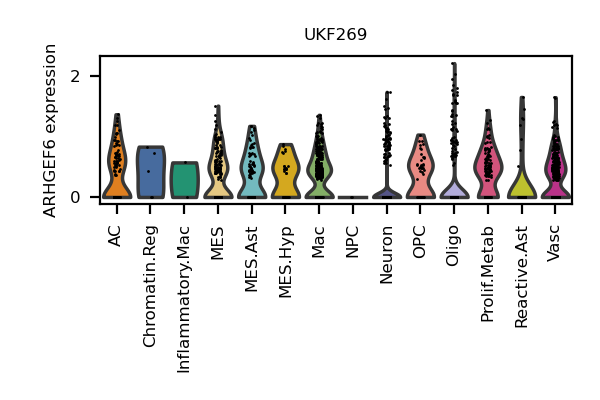 UKF269
ARHGEF6 expression
2
0
AC
Chromatin.Reg
Inflammatory.Mac
MES
MES.Ast
MES.Hyp
Mac
NPC
Neuron
OPC
Oligo
Prolif.Metab
Reactive.Ast
Vasc